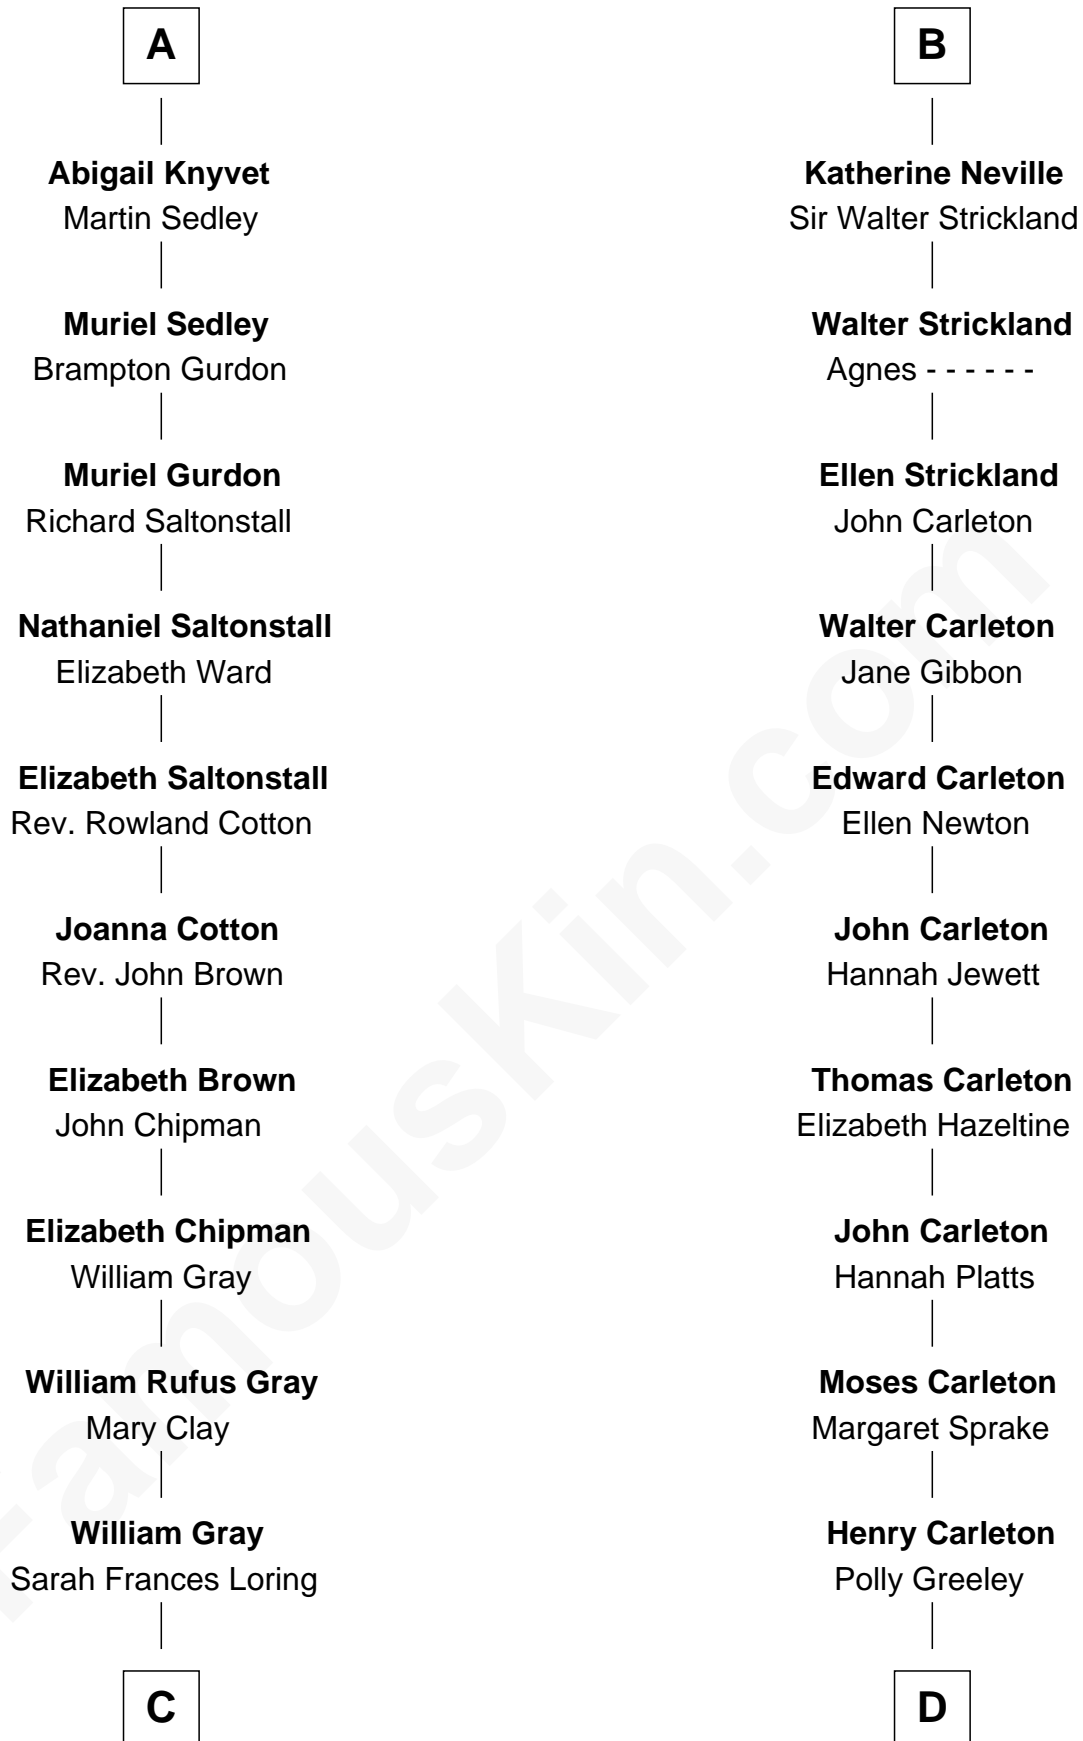 A
Abigail Knyvet
Martin Sedley
Muriel Sedley
Brampton Gurdon
Muriel Gurdon
Richard Saltonstall
Nathaniel Saltonstall
Elizabeth Ward
Elizabeth Saltonstall
Rev. Rowland Cotton
Joanna Cotton
Rev. John Brown
Elizabeth Brown
John Chipman
Elizabeth Chipman
William Gray
William Rufus Gray
Mary Clay
William Gray
Sarah Frances Loring
C
B
Katherine Neville
Sir Walter Strickland
Walter Strickland
Agnes - - - - - -
Ellen Strickland
John Carleton
Walter Carleton
Jane Gibbon
Edward Carleton
Ellen Newton
John Carleton
Hannah Jewett
Thomas Carleton
Elizabeth Hazeltine
John Carleton
Hannah Platts
Moses Carleton
Margaret Sprake
Henry Carleton
Polly Greeley
D
FamousKin.com